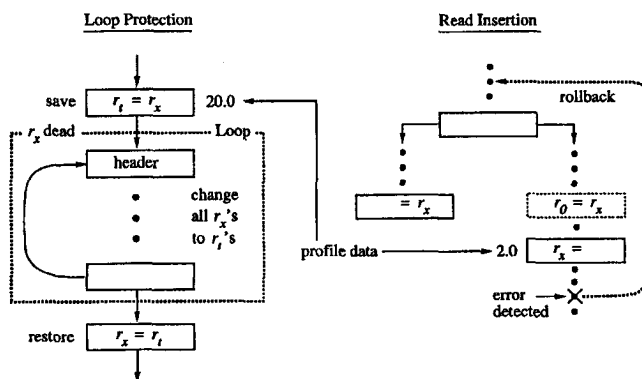 Loop Protection
save
r_t = r_x
20.0
r_x dead
Loop
header
change
all r_x's
to r_t's
restore
r_x = r_t
profile data
Read Insertion
rollback
= r_x
r_0 = r_x
2.0
r_x =
error
detected